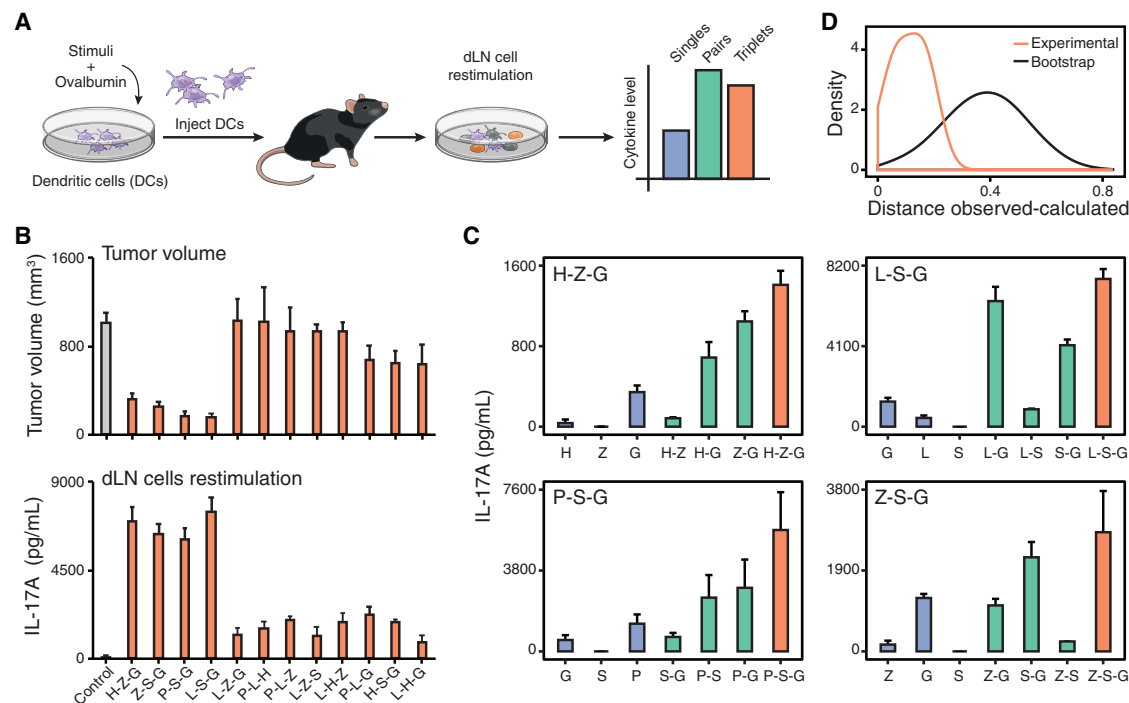 A
Stimuli
+
Ovalbumin
Inject DCs
Dendritic cells (DCs)
dLN cell
restimulation
Cytokine level
Singles
Pairs
Triplets
D
Density
4
2
0
Experimental
Bootstrap
0
0.4
0.8
Distance observed-calculated
B
Tumor volume
Tumor volume (mm³)
1600
800
0
dLN cells restimulation
IL-17A (pg/mL)
9000
4500
0
Control
H-Z-G
Z-S-G
P-S-G
L-S-G
L-Z-G
P-L-H
P-L-Z
L-Z-S
L-H-Z
P-L-G
H-S-G
L-H-G
C
IL-17A (pg/mL)
H-Z-G
1600
800
0
H Z G H-Z H-G Z-G H-Z-G
L-S-G
8200
4100
0
G L S L-G L-S S-G L-S-G
P-S-G
7600
3800
0
G S P S-G P-S P-G P-S-G
Z-S-G
3800
1900
0
Z G S Z-G S-G Z-S Z-S-G